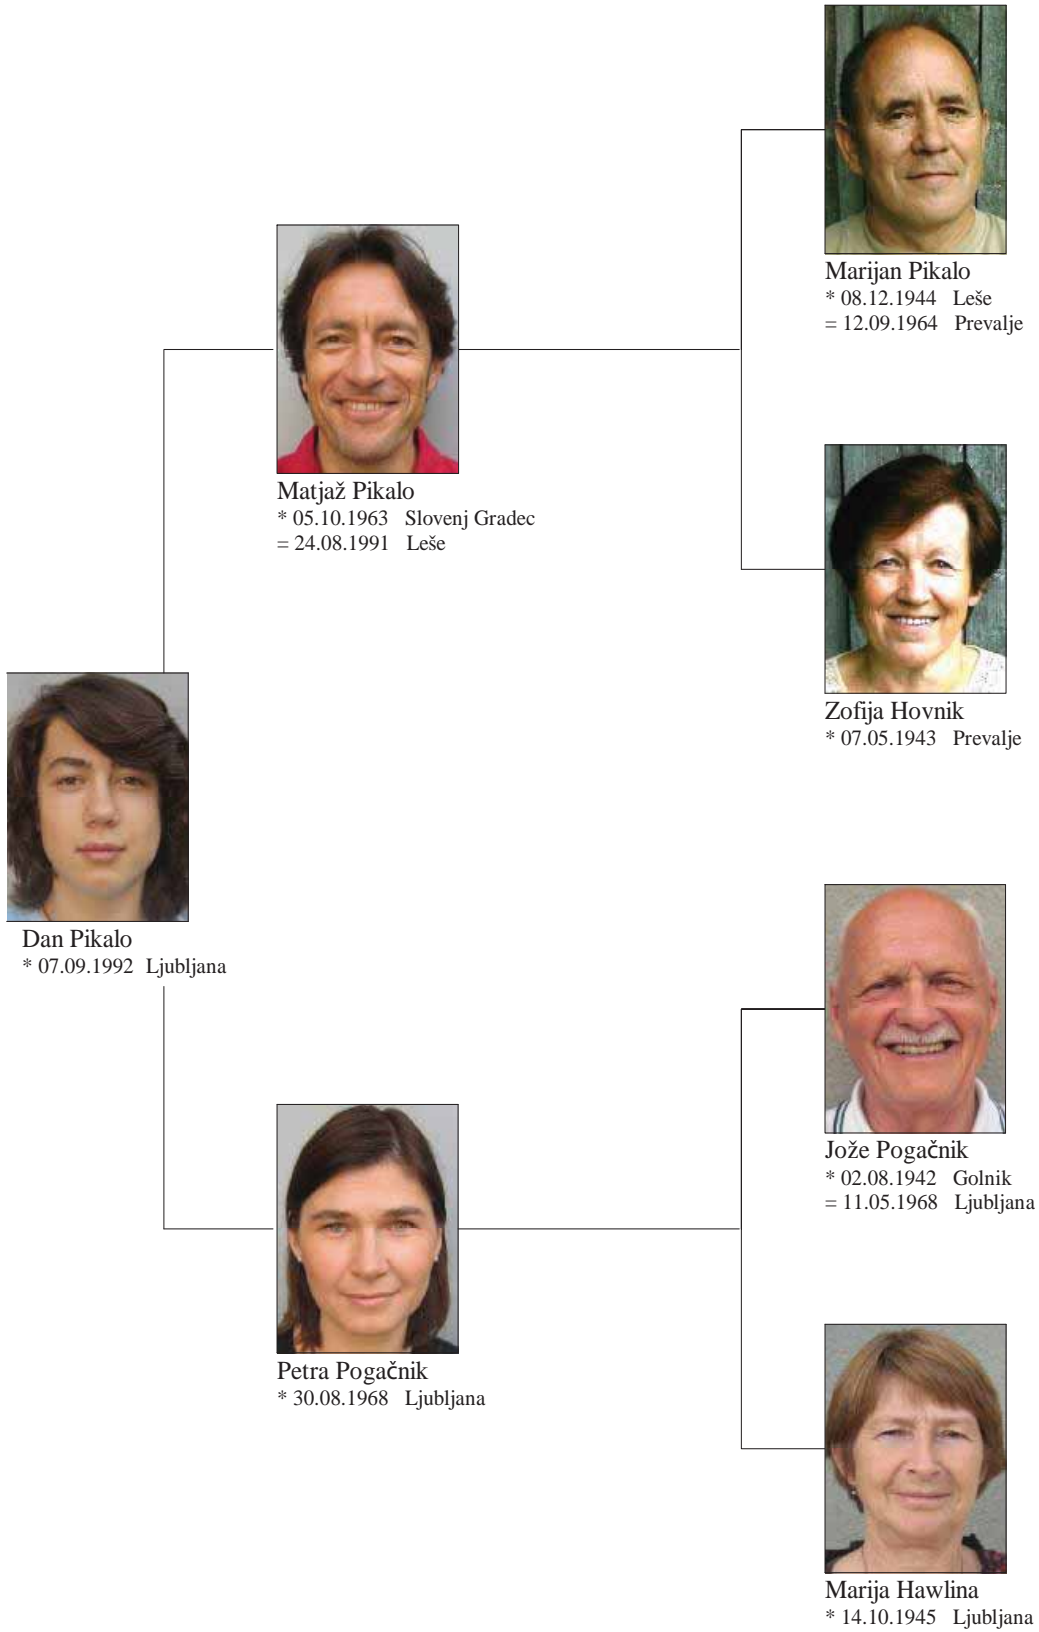 Marijan Pikalo
* 08.12.1944 Leše
= 12.09.1964 Prevalje
Matjaž Pikalo
* 05.10.1963 Slovenj Gradec
= 24.08.1991 Leše
Zofija Hovnik
* 07.05.1943 Prevalje
Dan Pikalo
* 07.09.1992 Ljubljana
Jože Pogačnik
* 02.08.1942 Golnik
= 11.05.1968 Ljubljana
Petra Pogačnik
* 30.08.1968 Ljubljana
Marija Hawlina
* 14.10.1945 Ljubljana